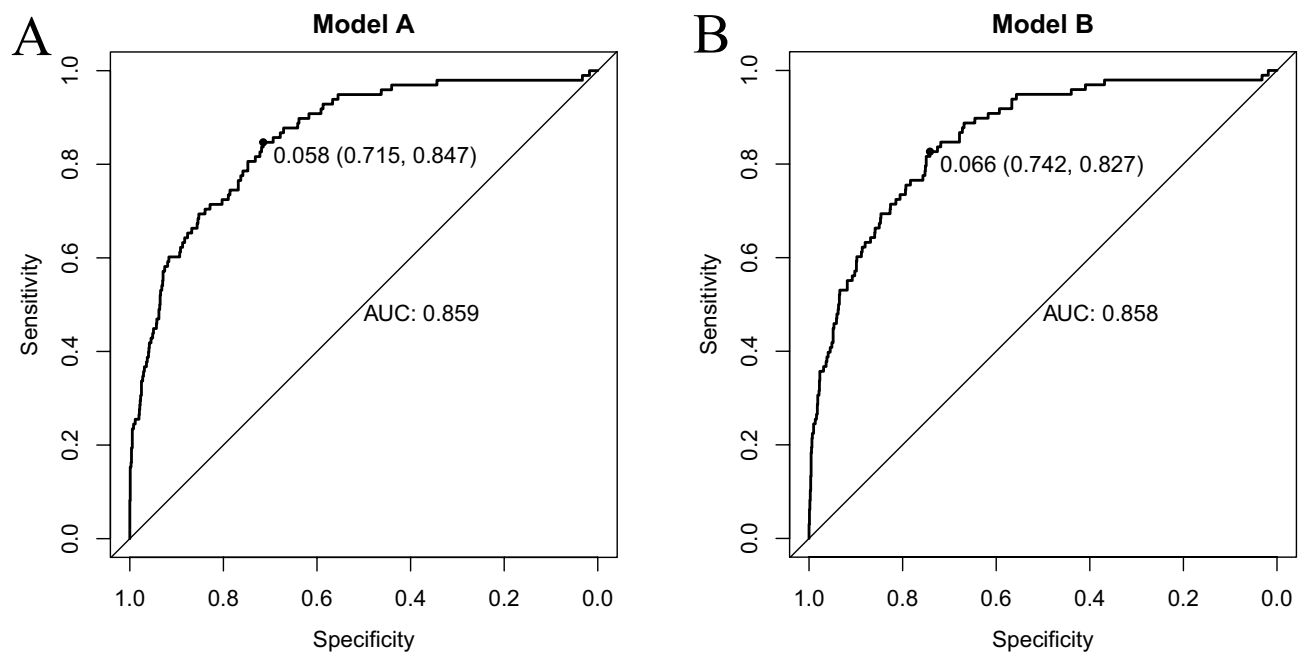 A
Model A
Sensitivity
1.0
0.8
0.6
0.4
0.2
0.0
0.058 (0.715, 0.847)
AUC: 0.859
1.0 0.8 0.6 0.4 0.2 0.0
Specificity
B
Model B
Sensitivity
1.0
0.8
0.6
0.4
0.2
0.0
0.066 (0.742, 0.827)
AUC: 0.858
1.0 0.8 0.6 0.4 0.2 0.0
Specificity